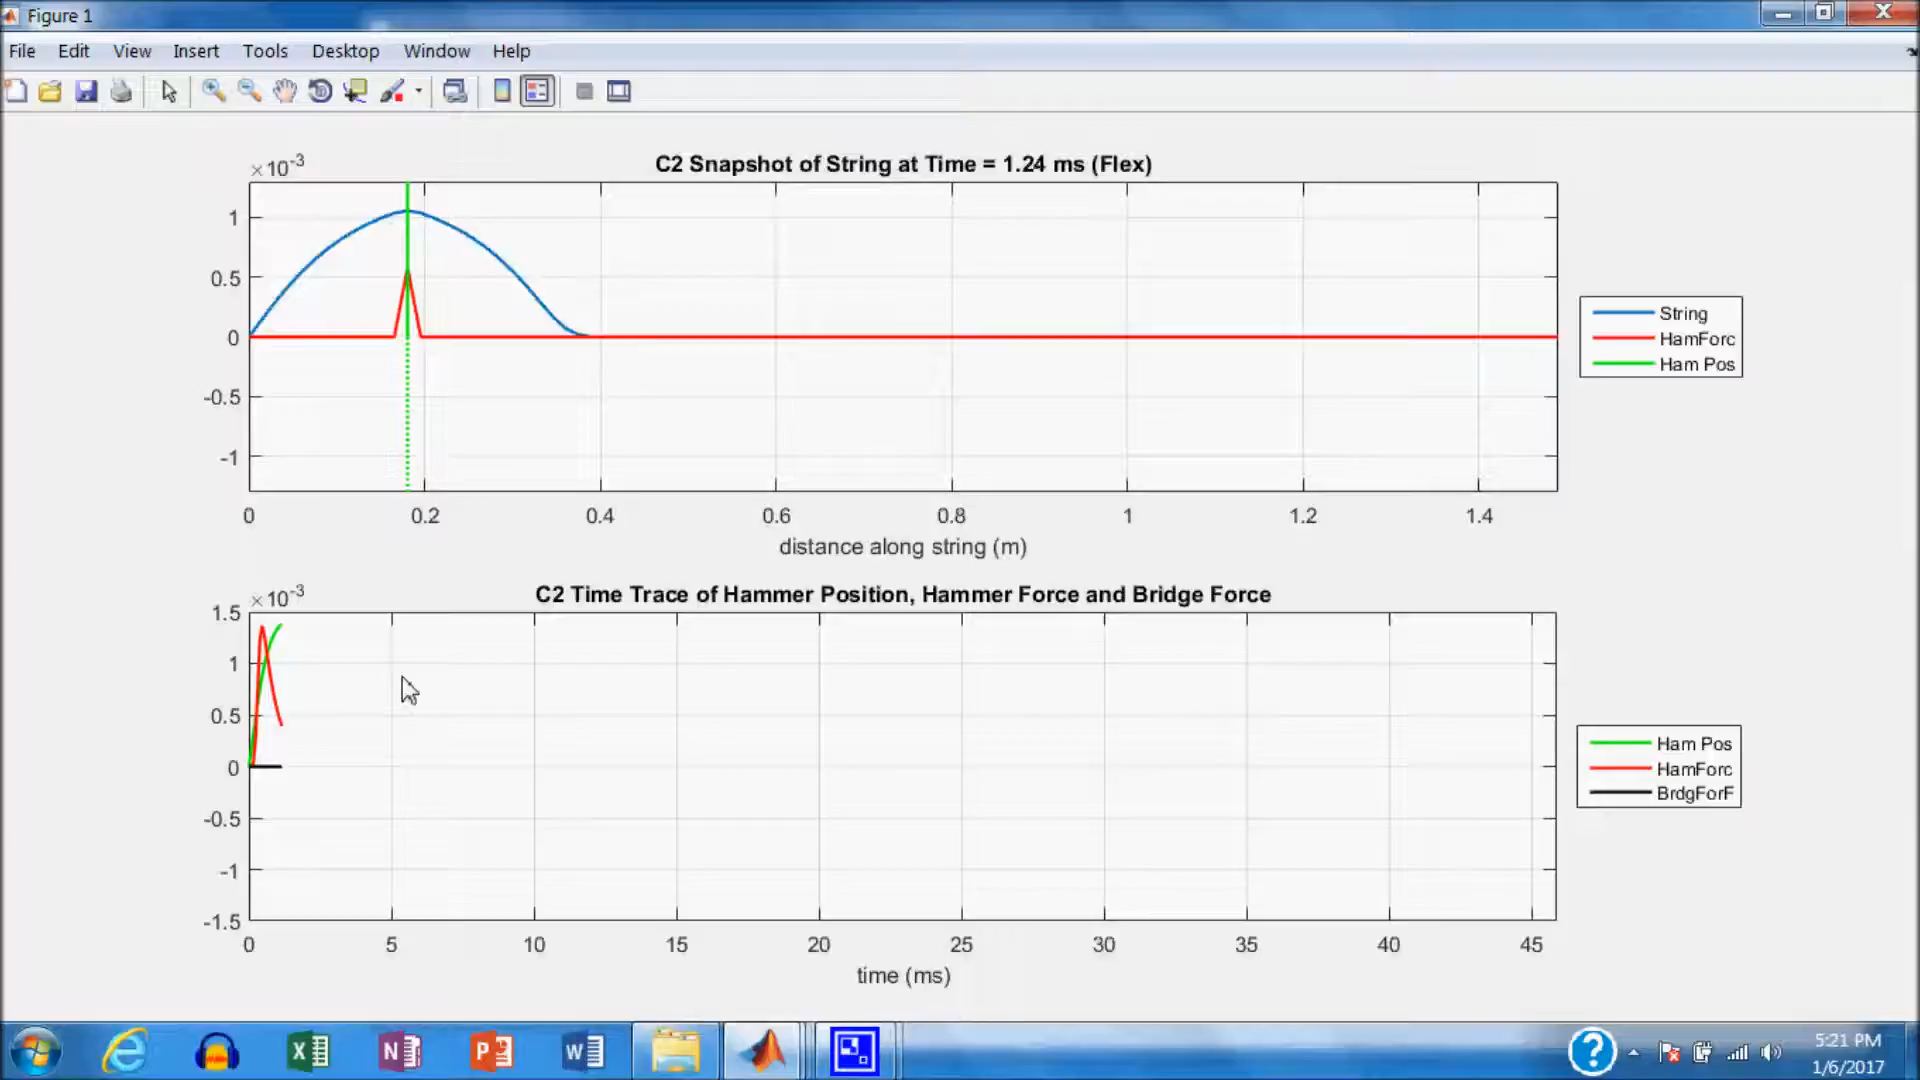 Figure 1
File Edit View Insert Tools Desktop Window Help
×10-3
C2 Snapshot of String at Time = 1.24 ms (Flex)
1
0.5
0
-0.5
-1
0 0.2 0.4 0.6 0.8 1 1.2 1.4
distance along string (m)
String
HamForc
Ham Pos
×10-3
C2 Time Trace of Hammer Position, Hammer Force and Bridge Force
1.5
1
0.5
0
-0.5
-1
-1.5
0 5 10 15 20 25 30 35 40 45
time (ms)
Ham Pos
HamForc
BrdgForF
5:21 PM
1/6/2017